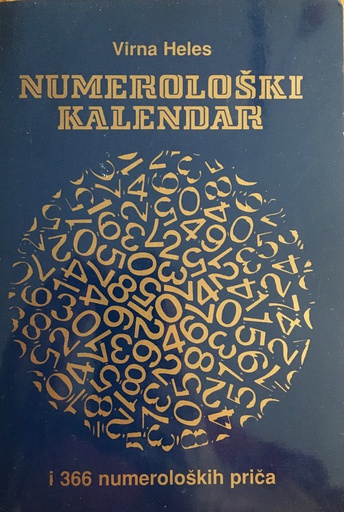 Virna Heles
NUMEROLOŠKI
KALENDAR
i 366 numeroloških priča